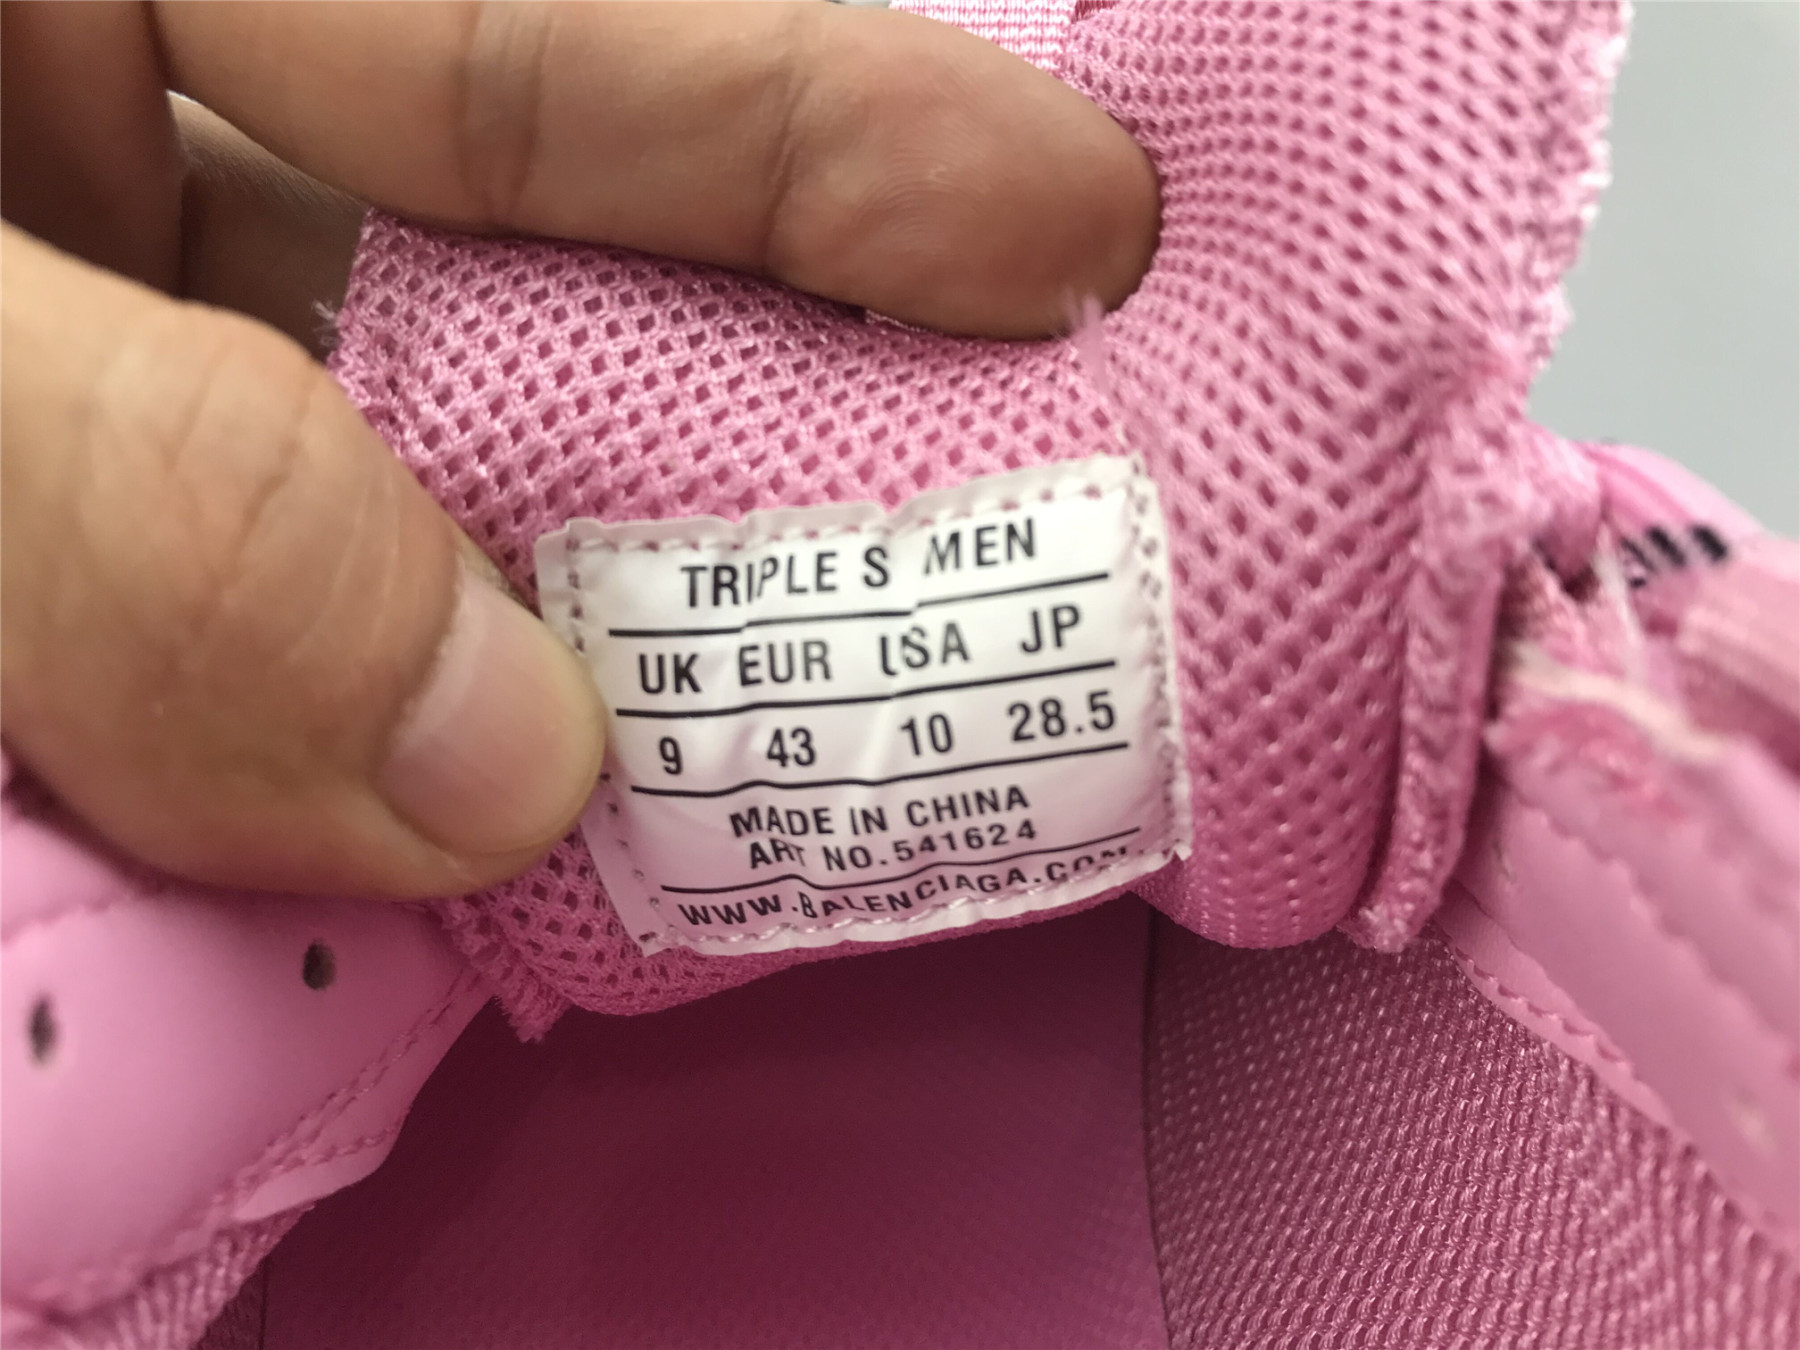 TRIPLE S MEN
UK EUR USA JP
9 43 10 28.5
MADE IN CHINA
ART NO.541624
WWW.BALENCIAGA.COM